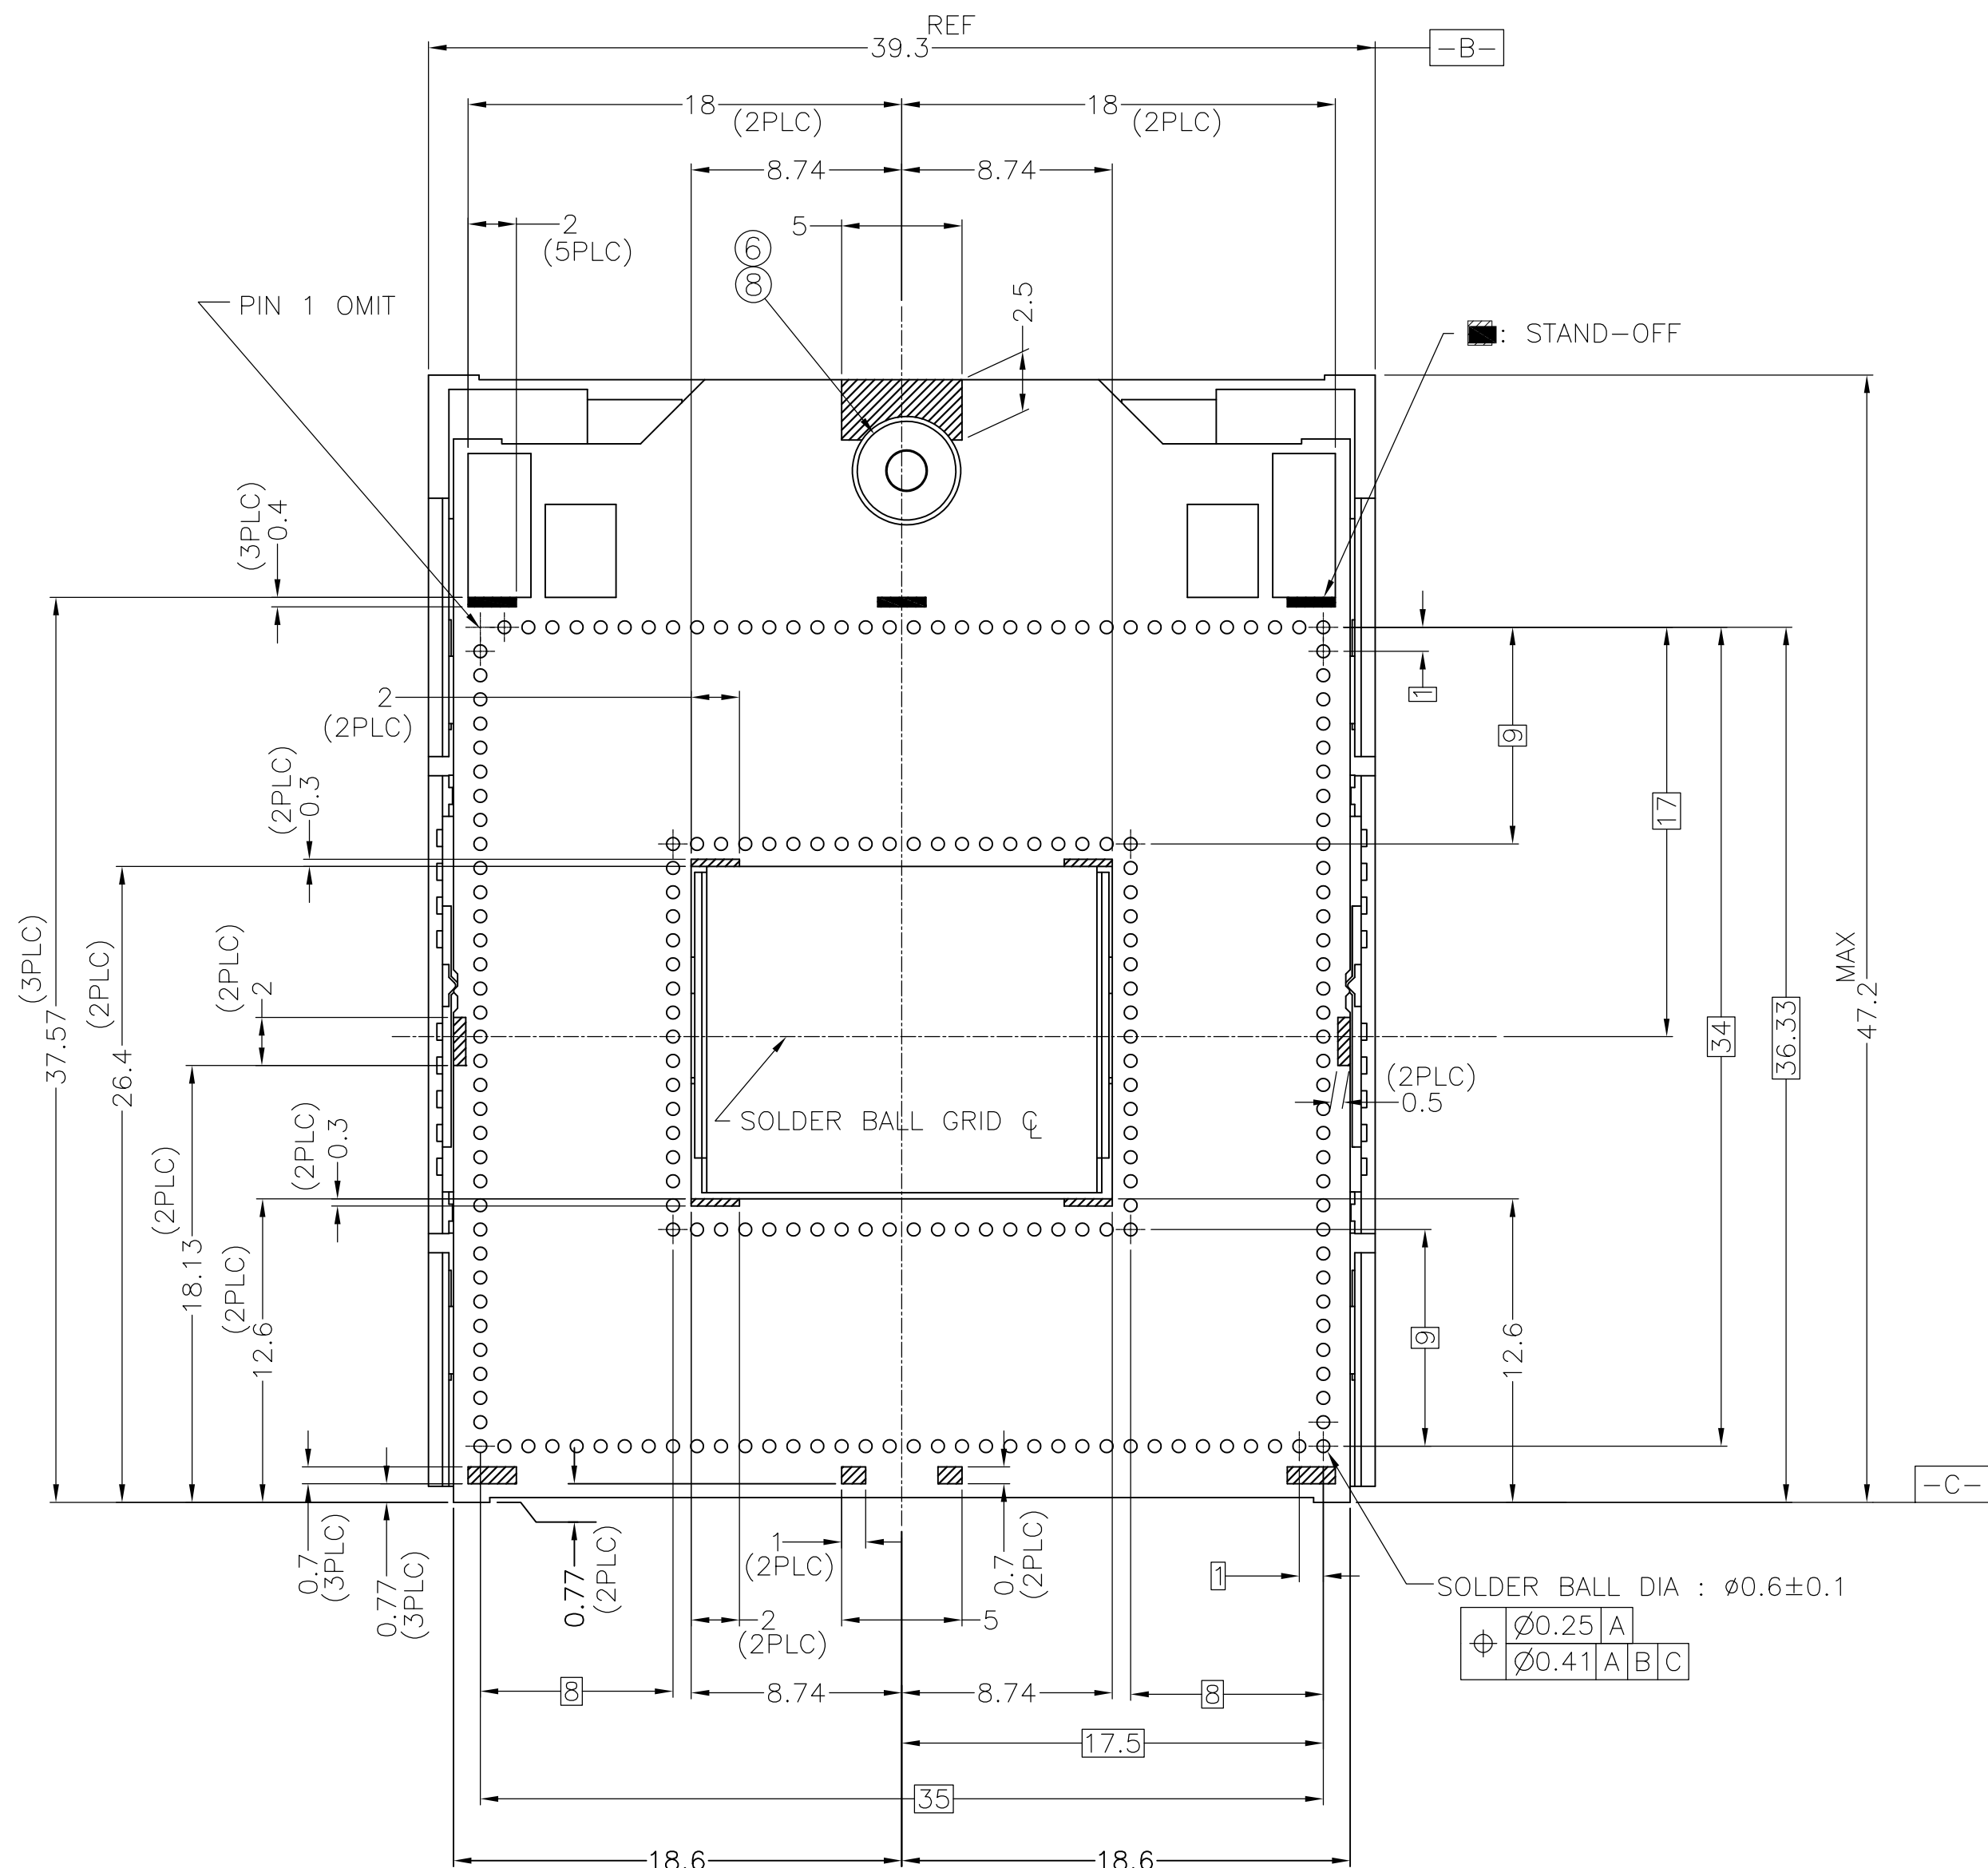 REF
39.3
-B-
18
(2PLC)
18
(2PLC)
8.74
8.74
2
(5PLC)
5
6
8
2.5
PIN 1 OMIT
: STAND-OFF
(3PLC)
0.4
1
2
(2PLC)
9
(2PLC)
0.3
17
(3PLC)
37.57
(2PLC)
26.4
(2PLC)
2
MAX
47.2
34
36.33
(2PLC)
0.5
SOLDER BALL GRID ℄
(2PLC)
0.3
(2PLC)
18.13
(2PLC)
12.6
9
12.6
-C-
0.7
(3PLC)
0.77
(3PLC)
0.77
(2PLC)
1
(2PLC)
0.7
(2PLC)
1
SOLDER BALL DIA : ø0.6±0.1
2
(2PLC)
5
⌖ Ø0.25 A
Ø0.41 A B C
8
8.74
8.74
8
17.5
35
18.6
18.6